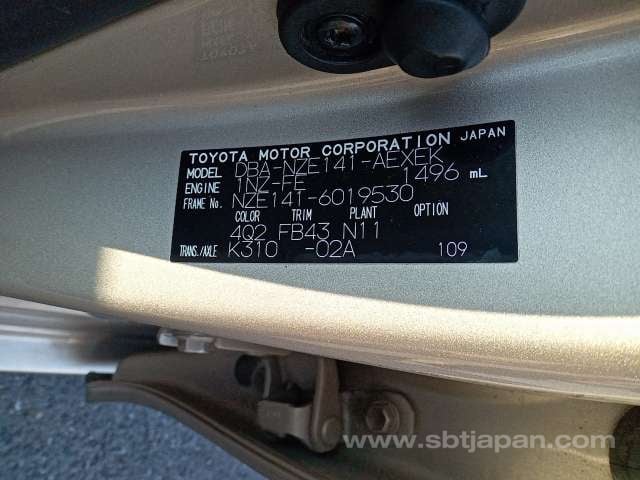 TOYOTA MOTOR CORPORATION JAPAN
MODEL DBA-NZE141-AEXEK
ENGINE 1NZ-FE 1496 mL
FRAME No. NZE141-6019530
COLOR TRIM PLANT OPTION
4Q2 FB43 N11
TRANS./AXLE K310 -02A 109
www.sbtjapan.com